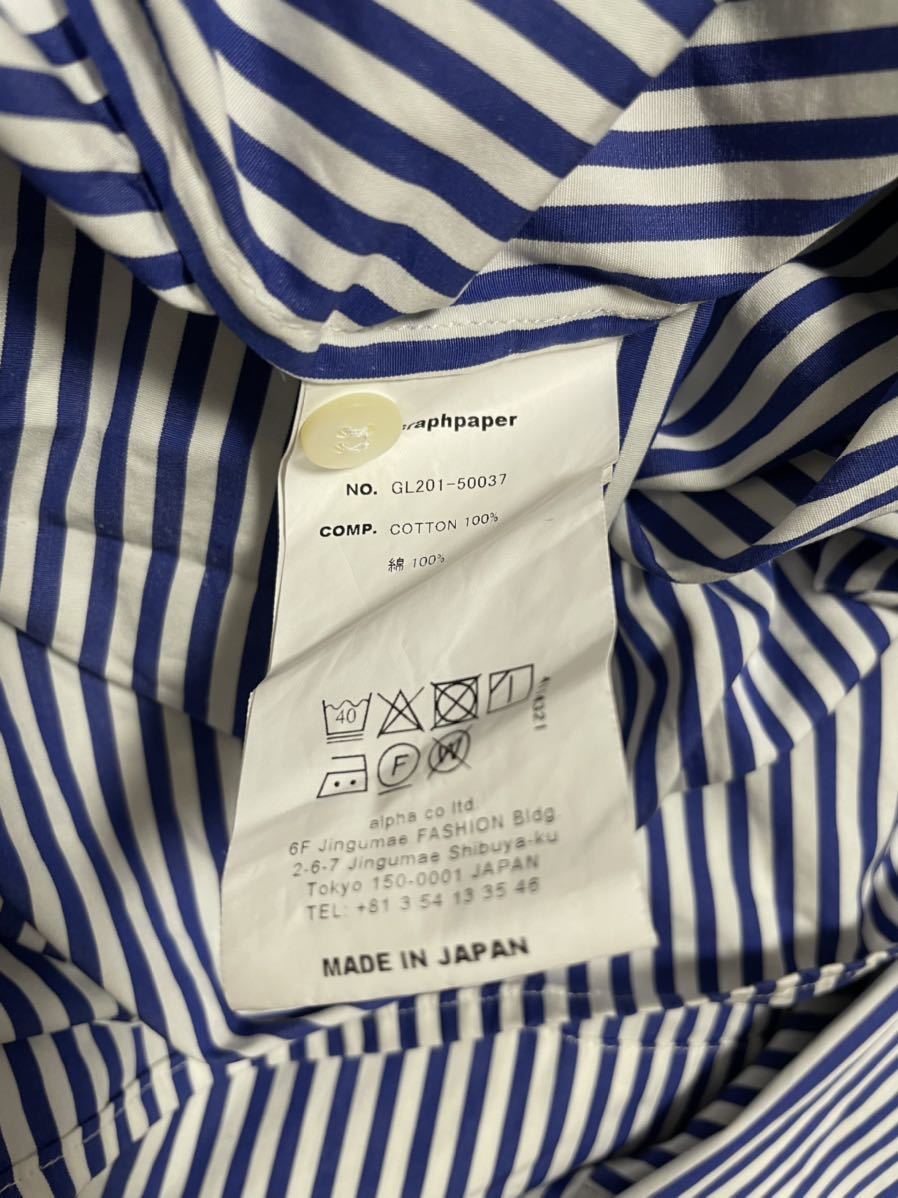 raphpaper
NO. GL201-50037
COMP. COTTON 100%
綿 100%
40
F
W
alpha co ltd.
6F Jingumae FASHION Bldg.
2-6-7 Jingumae Shibuya-ku
Tokyo 150-0001 JAPAN
TEL: +81 3 54 13 35 46
MADE IN JAPAN